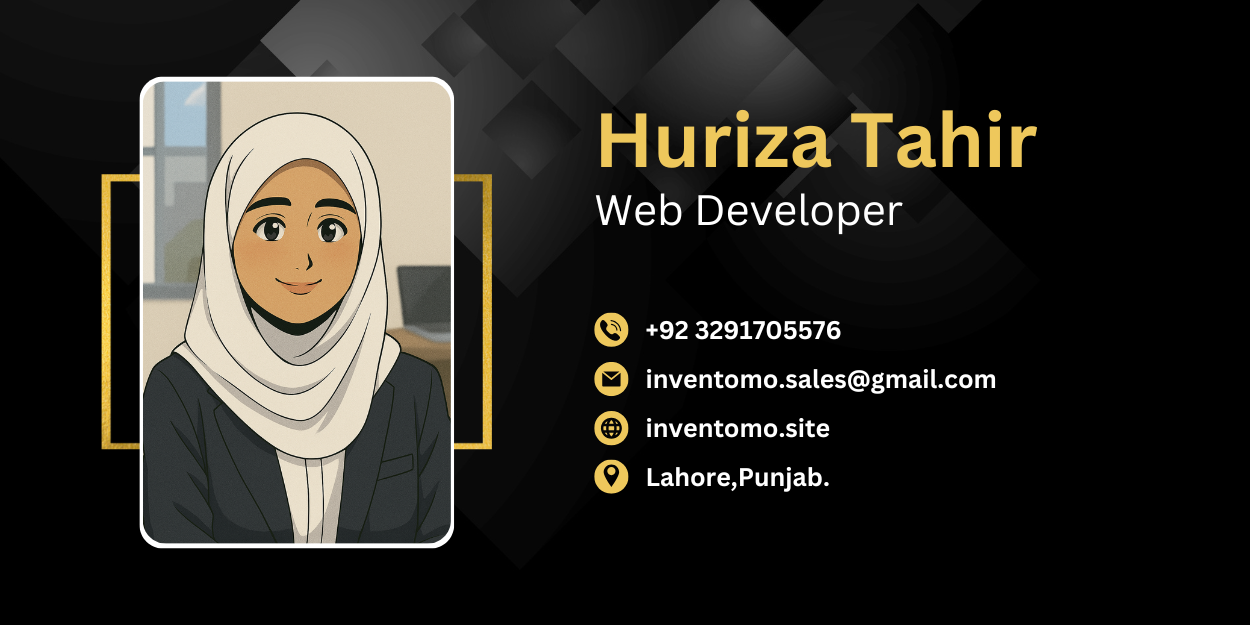 Huriza Tahir
Web Developer
+92 3291705576
inventomo.sales@gmail.com
inventomo.site
Lahore,Punjab.